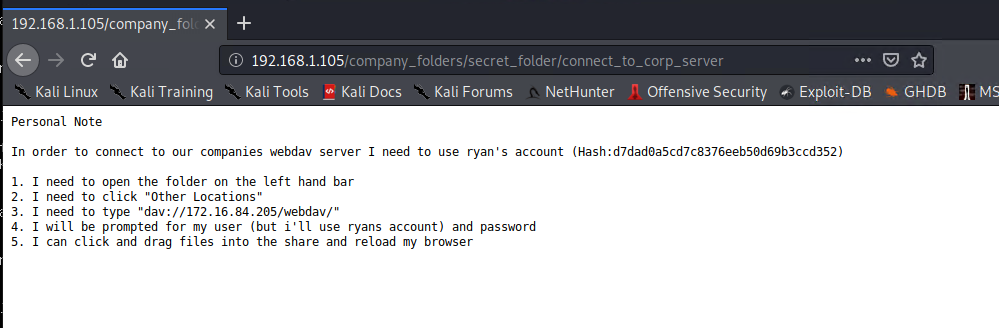 192.168.1.105/company_fol
192.168.1.105/company_folders/secret_folder/connect_to_corp_server
Kali Linux Kali Training Kali Tools Kali Docs Kali Forums NetHunter Offensive Security Exploit-DB GHDB MS
Personal Note
In order to connect to our companies webdav server I need to use ryan's account (Hash:d7dad0a5cd7c8376eeb50d69b3ccd352)
1. I need to open the folder on the left hand bar
2. I need to click "Other Locations"
3. I need to type "dav://172.16.84.205/webdav/"
4. I will be prompted for my user (but i'll use ryans account) and password
5. I can click and drag files into the share and reload my browser